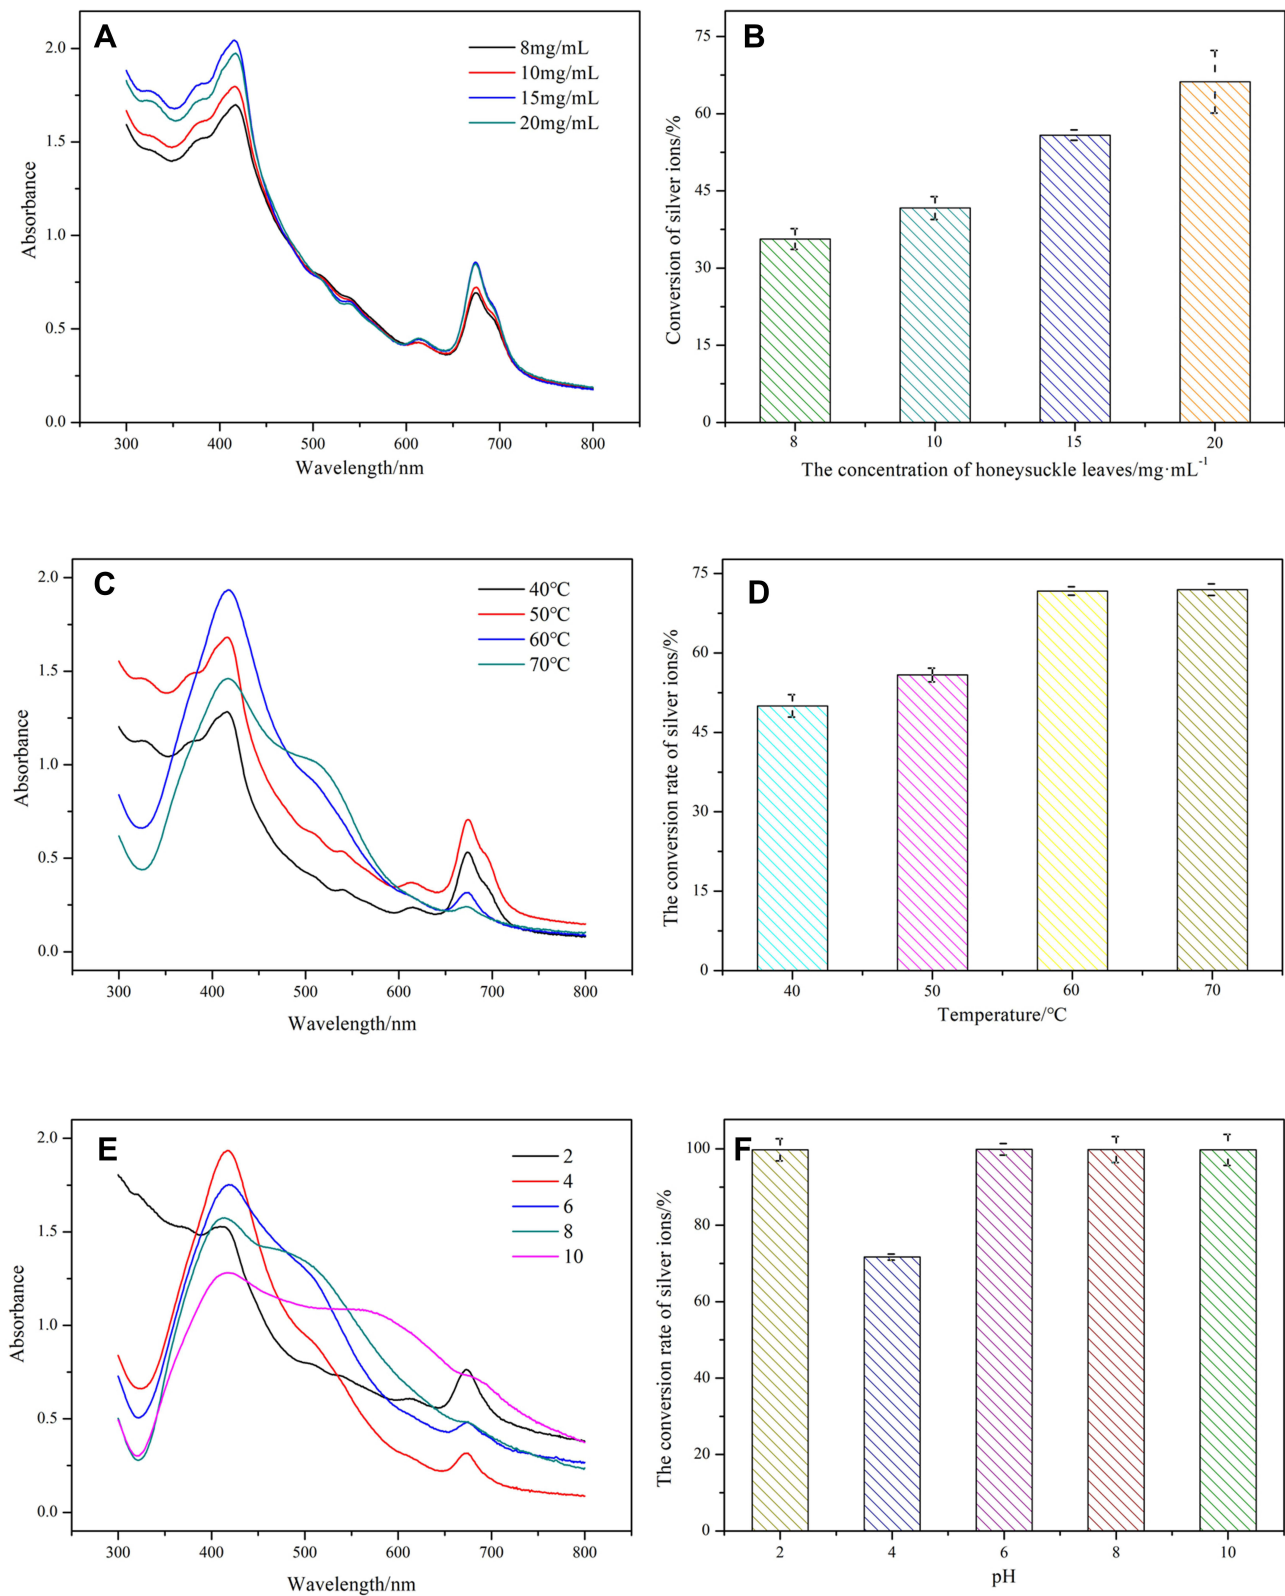 A
8mg/mL
10mg/mL
15mg/mL
20mg/mL
2.0
1.5
1.0
0.5
0.0
Absorbance
300 400 500 600 700 800
Wavelength/nm
B
75
60
45
30
15
0
Conversion of silver ions/%
8 10 15 20
The concentration of honeysuckle leaves/mg·mL⁻¹
C
40℃
50℃
60℃
70℃
2.0
1.5
1.0
0.5
0.0
Absorbance
300 400 500 600 700 800
Wavelength/nm
D
75
60
45
30
15
0
The conversion rate of silver ions/%
40 50 60 70
Temperature/℃
E
2
4
6
8
10
2.0
1.5
1.0
0.5
0.0
Absorbance
300 400 500 600 700 800
Wavelength/nm
F
100
80
60
40
20
0
The conversion rate of silver ions/%
2 4 6 8 10
pH